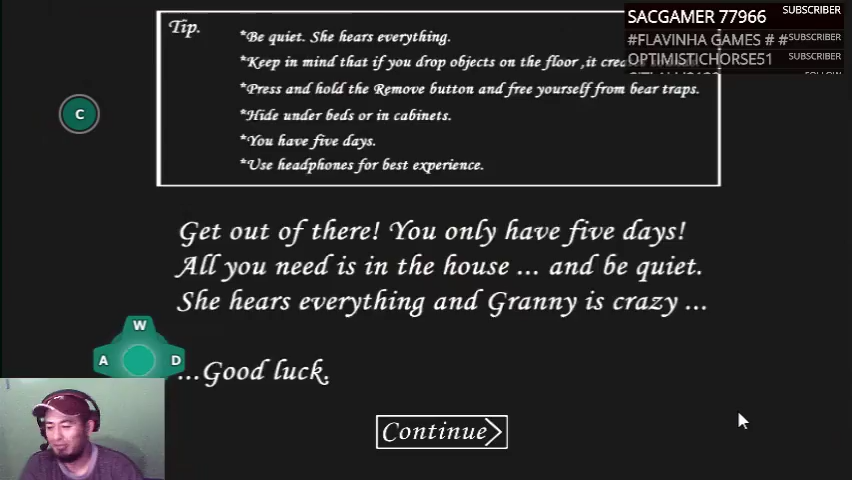 Tip.
*Be quiet. She hears everything.
*Keep in mind that if you drop objects on the floor ,it
*Press and hold the Remove button and free yourself from bear traps.
*Hide under beds or in cabinets.
*You have five days.
*Use headphones for best experience.
SACGAMER 77966 SUBSCRIBER
#FLAVINHA GAMES # # SUBSCRIBER
OPTIMISTICHORSE51 SUBSCRIBER
C
Get out of there! You only have five days!
All you need is in the house ... and be quiet.
She hears everything and Granny is crazy ...
...Good luck.
W
A D
Continue